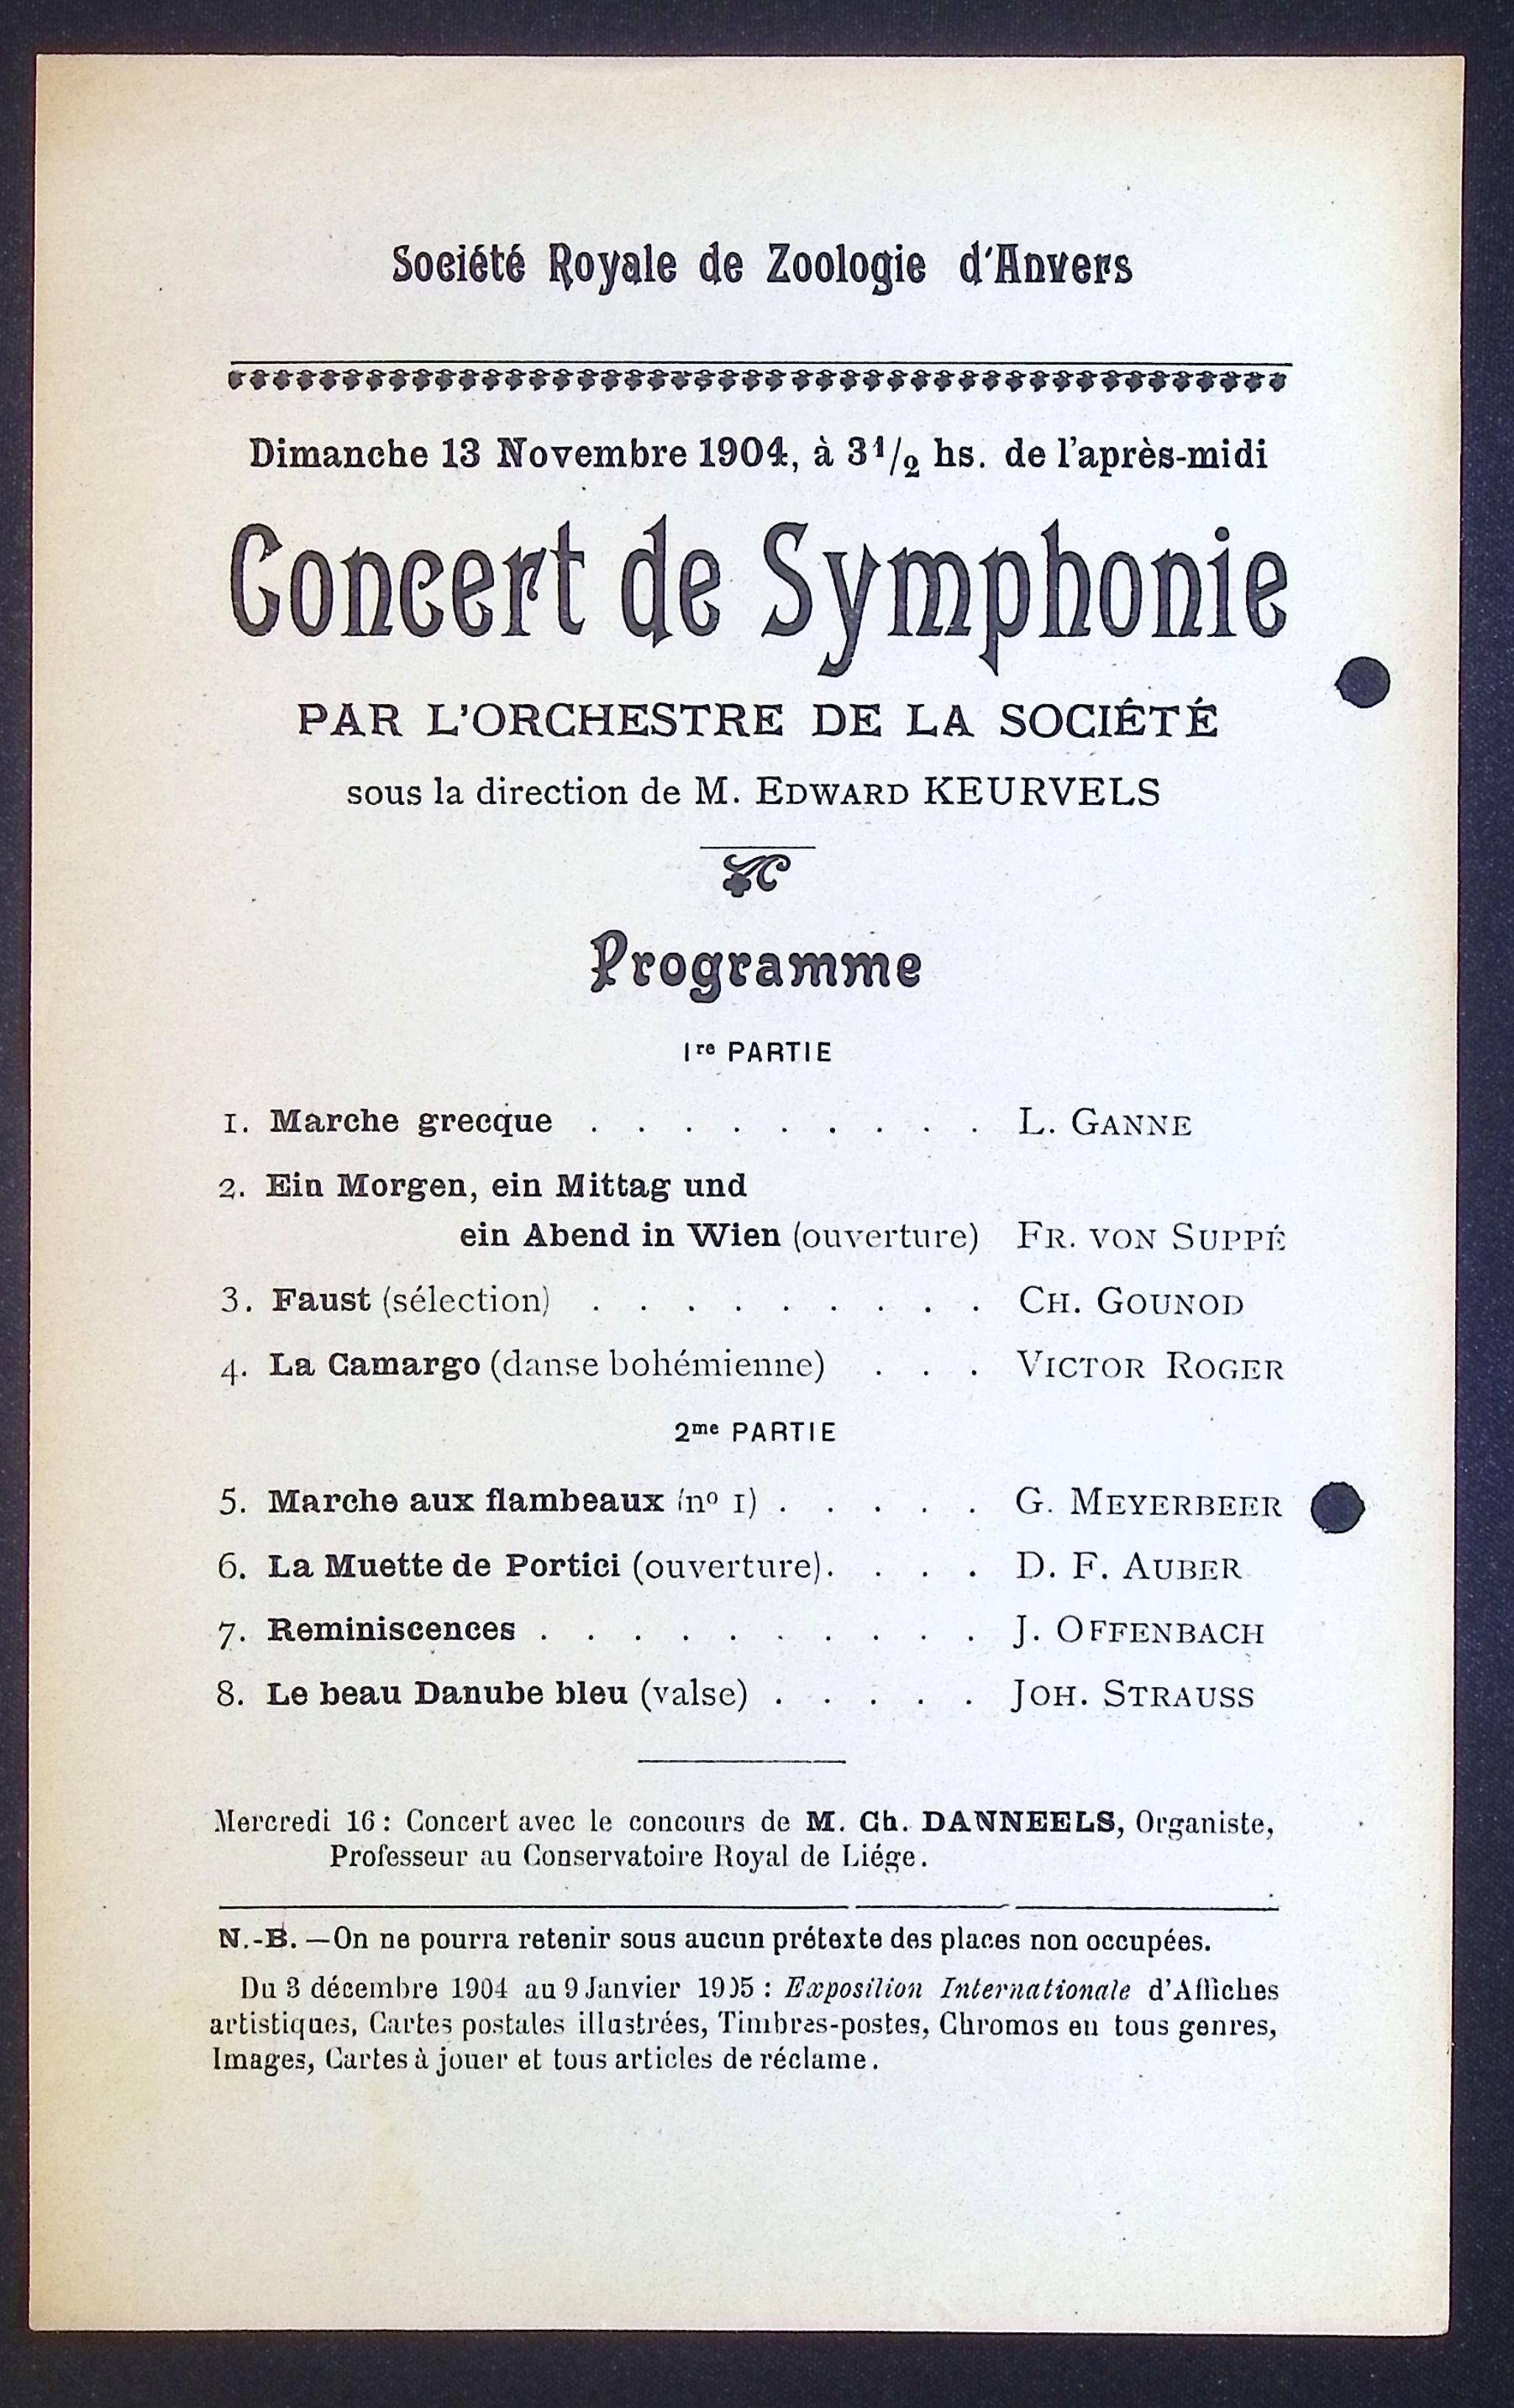 Société Royale de Zoologie d'Anvers
Dimanche 13 Novembre 1904, à 3 1/2 hs. de l'après-midi
Concert de Symphonie
PAR L'ORCHESTRE DE LA SOCIÉTÉ
sous la direction de M. EDWARD KEURVELS
Programme
1re PARTIE
1. Marche grecque . . . . . . . . . L. GANNE
2. Ein Morgen, ein Mittag und
ein Abend in Wien (ouverture) FR. VON SUPPÉ
3. Faust (sélection) . . . . . . . . . CH. GOUNOD
4. La Camargo (danse bohémienne) . . . VICTOR ROGER
2me PARTIE
5. Marche aux flambeaux (no 1) . . . . . G. MEYERBEER
6. La Muette de Portici (ouverture). . . . D. F. AUBER
7. Reminiscences . . . . . . . . . . J. OFFENBACH
8. Le beau Danube bleu (valse) . . . . . JOH. STRAUSS
Mercredi 16 : Concert avec le concours de M. Ch. DANNEELS, Organiste,
Professeur au Conservatoire Royal de Liége.
N.-B. — On ne pourra retenir sous aucun prétexte des places non occupées.
Du 3 décembre 1904 au 9 Janvier 1905 : Exposition Internationale d'Affiches
artistiques, Cartes postales illustrées, Timbres-postes, Chromos en tous genres,
Images, Cartes à jouer et tous articles de réclame.